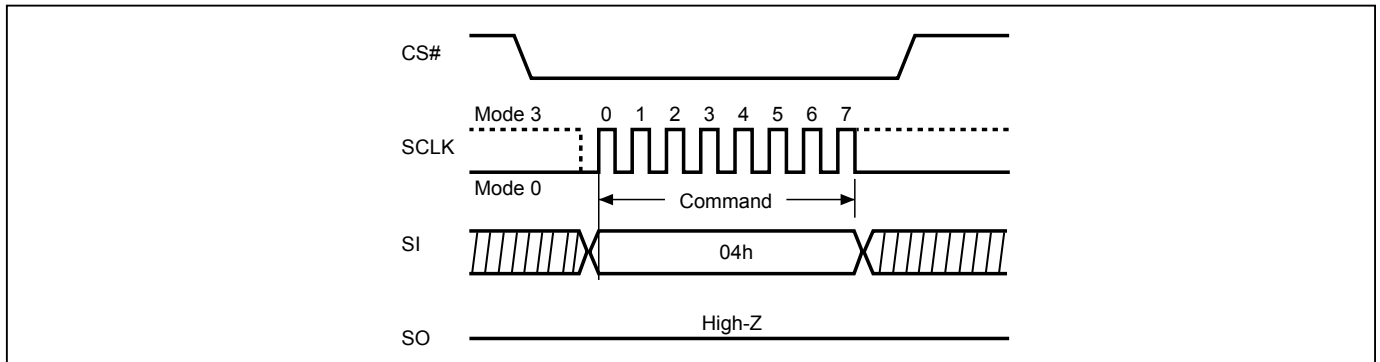 CS#
Mode 3 0 1 2 3 4 5 6 7
SCLK
Mode 0
Command
SI
04h
High-Z
SO